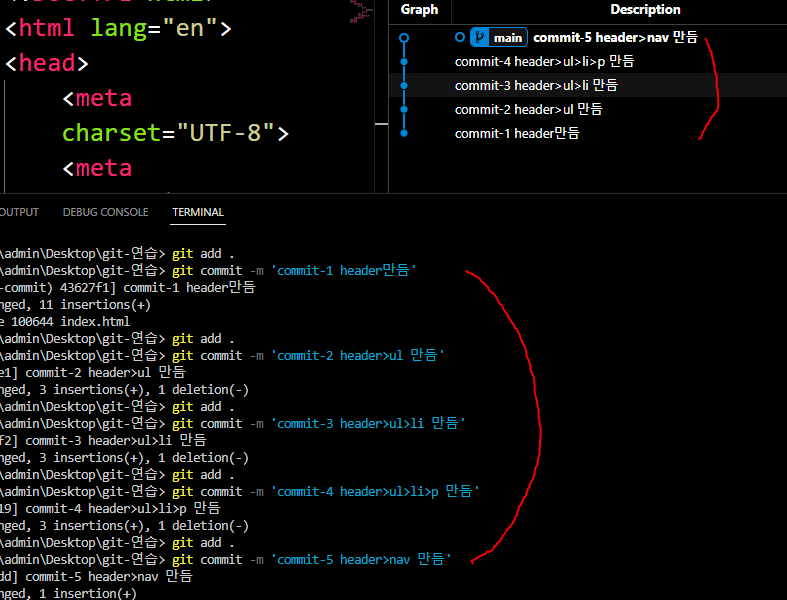 <html lang="en">
<head>
<meta
charset="UTF-8">
<meta
Graph Description
main commit-5 header>nav 만듬
commit-4 header>ul>li>p 만듬
commit-3 header>ul>li 만듬
commit-2 header>ul 만듬
commit-1 header만듬
OUTPUT DEBUG CONSOLE TERMINAL
\admin\Desktop\git-연습> git add .
\admin\Desktop\git-연습> git commit -m 'commit-1 header만듬'
-commit) 43627f1] commit-1 header만듬
nged, 11 insertions(+)
e 100644 index.html
\admin\Desktop\git-연습> git add .
\admin\Desktop\git-연습> git commit -m 'commit-2 header>ul 만듬'
e1] commit-2 header>ul 만듬
nged, 3 insertions(+), 1 deletion(-)
\admin\Desktop\git-연습> git add .
\admin\Desktop\git-연습> git commit -m 'commit-3 header>ul>li 만듬'
f2] commit-3 header>ul>li 만듬
nged, 3 insertions(+), 1 deletion(-)
\admin\Desktop\git-연습> git add .
\admin\Desktop\git-연습> git commit -m 'commit-4 header>ul>li>p 만듬'
19] commit-4 header>ul>li>p 만듬
nged, 3 insertions(+), 1 deletion(-)
\admin\Desktop\git-연습> git add .
\admin\Desktop\git-연습> git commit -m 'commit-5 header>nav 만듬'
dd] commit-5 header>nav 만듬
nged, 1 insertion(+)